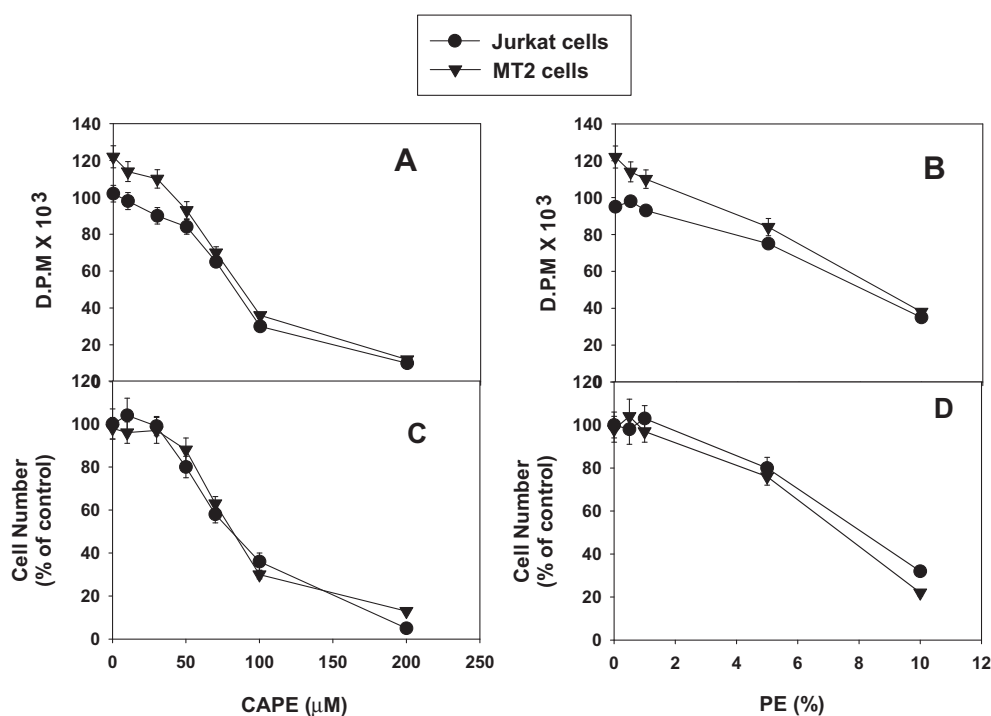 Jurkat cells
MT2 cells
A
D.P.M X 10³
140
120
100
80
60
40
20
0
B
D.P.M X 10³
140
120
100
80
60
40
20
0
C
Cell Number
(% of control)
120
100
80
60
40
20
0
0 50 100 150 200 250
CAPE (μM)
D
Cell Number
(% of control)
120
100
80
60
40
20
0
0 2 4 6 8 10 12
PE (%)